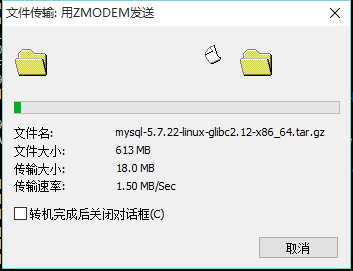 文件传输: 用ZMODEM发送
文件名: mysql-5.7.22-linux-glibc2.12-x86_64.tar.gz
文件大小: 613 MB
传输大小: 18.0 MB
传输速率: 1.50 MB/Sec
转机完成后关闭对话框(C)
取消